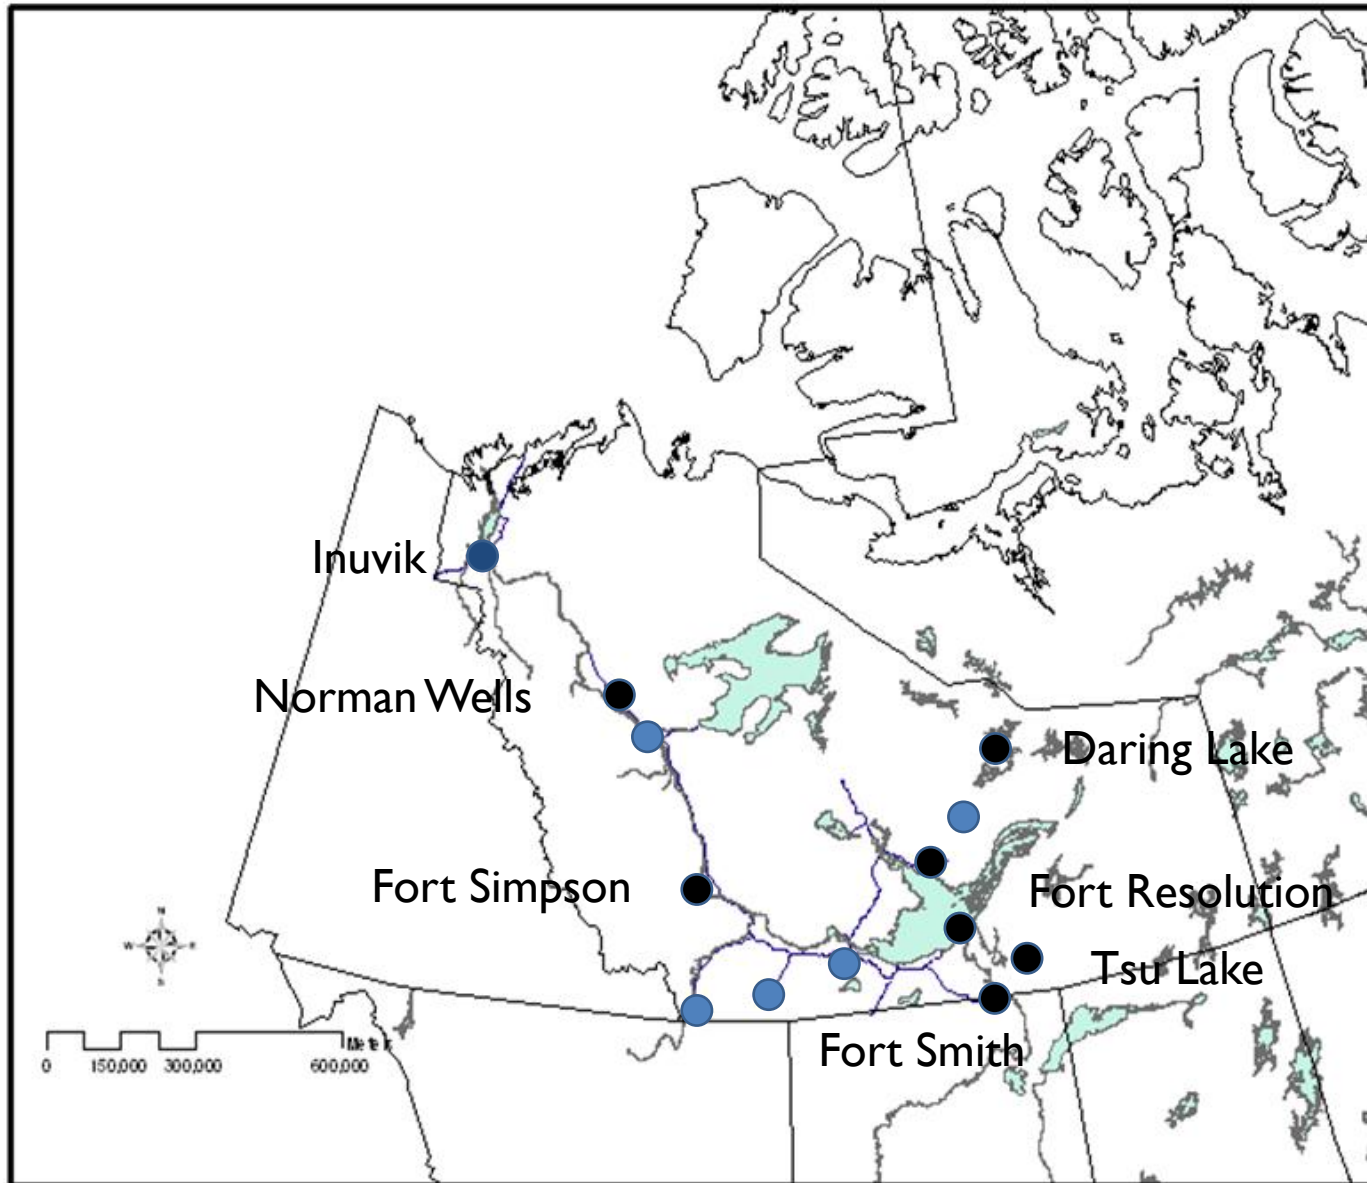 Inuvik
Norman Wells
Daring Lake
Fort Simpson
Fort Resolution
N
W E
S
Tsu Lake
Fort Smith
0 150,000 300,000 600,000